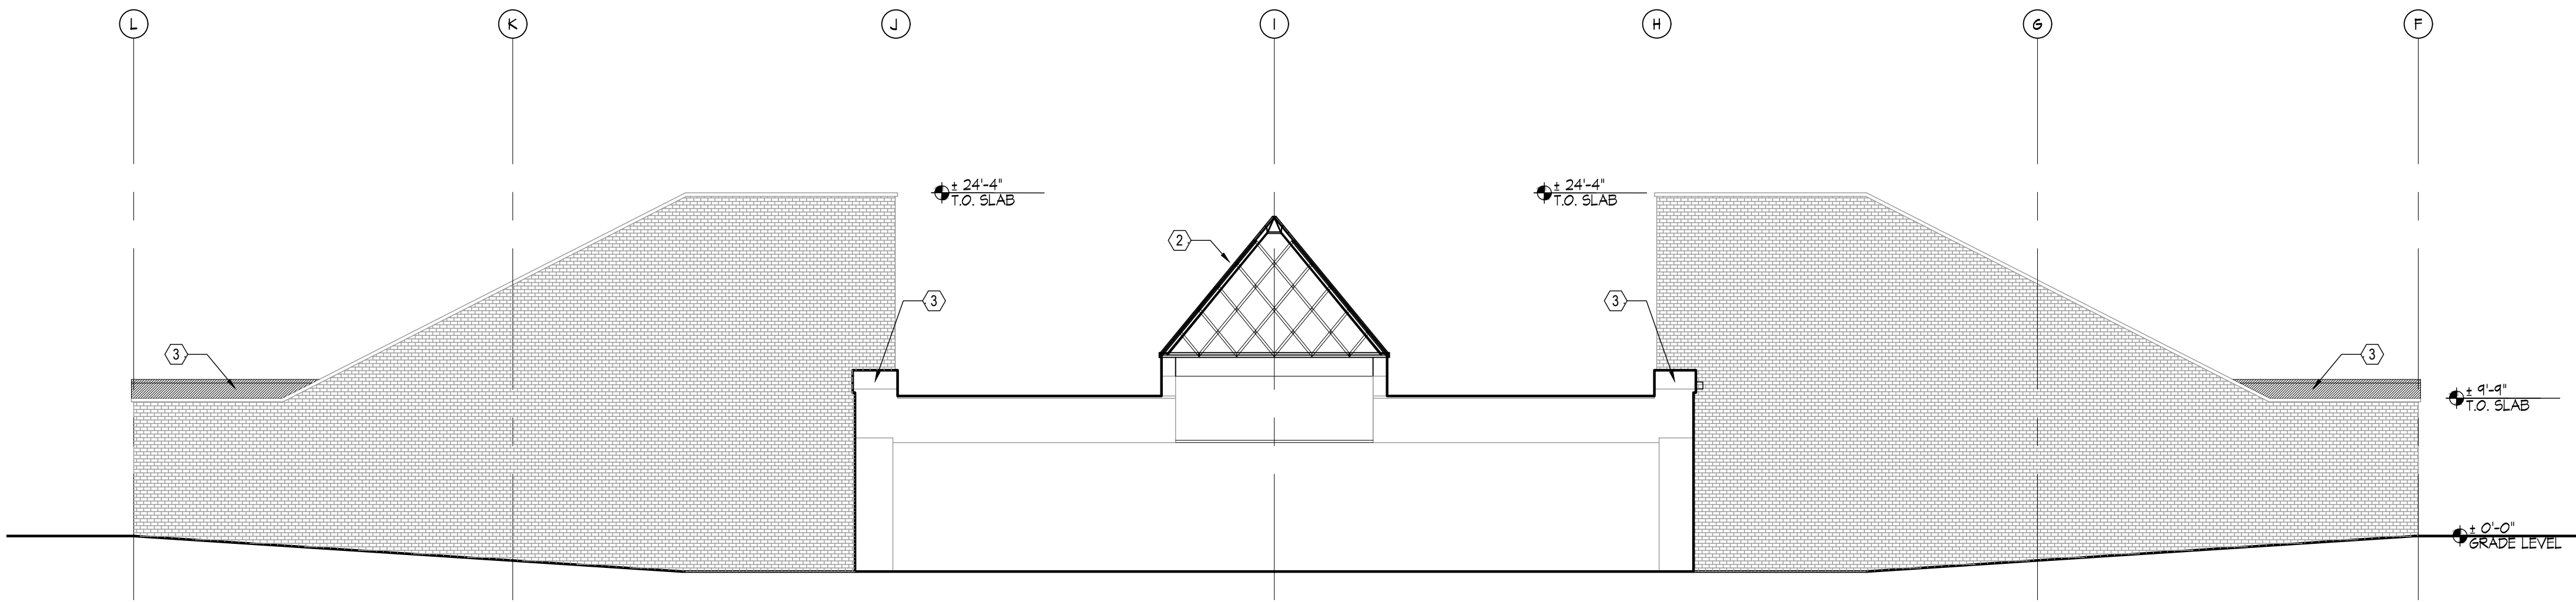 L K J I H G F
± 24'-4"
T.O. SLAB
± 24'-4"
T.O. SLAB
2
3
3
3
3
± 9'-9"
T.O. SLAB
± 0'-0"
GRADE LEVEL